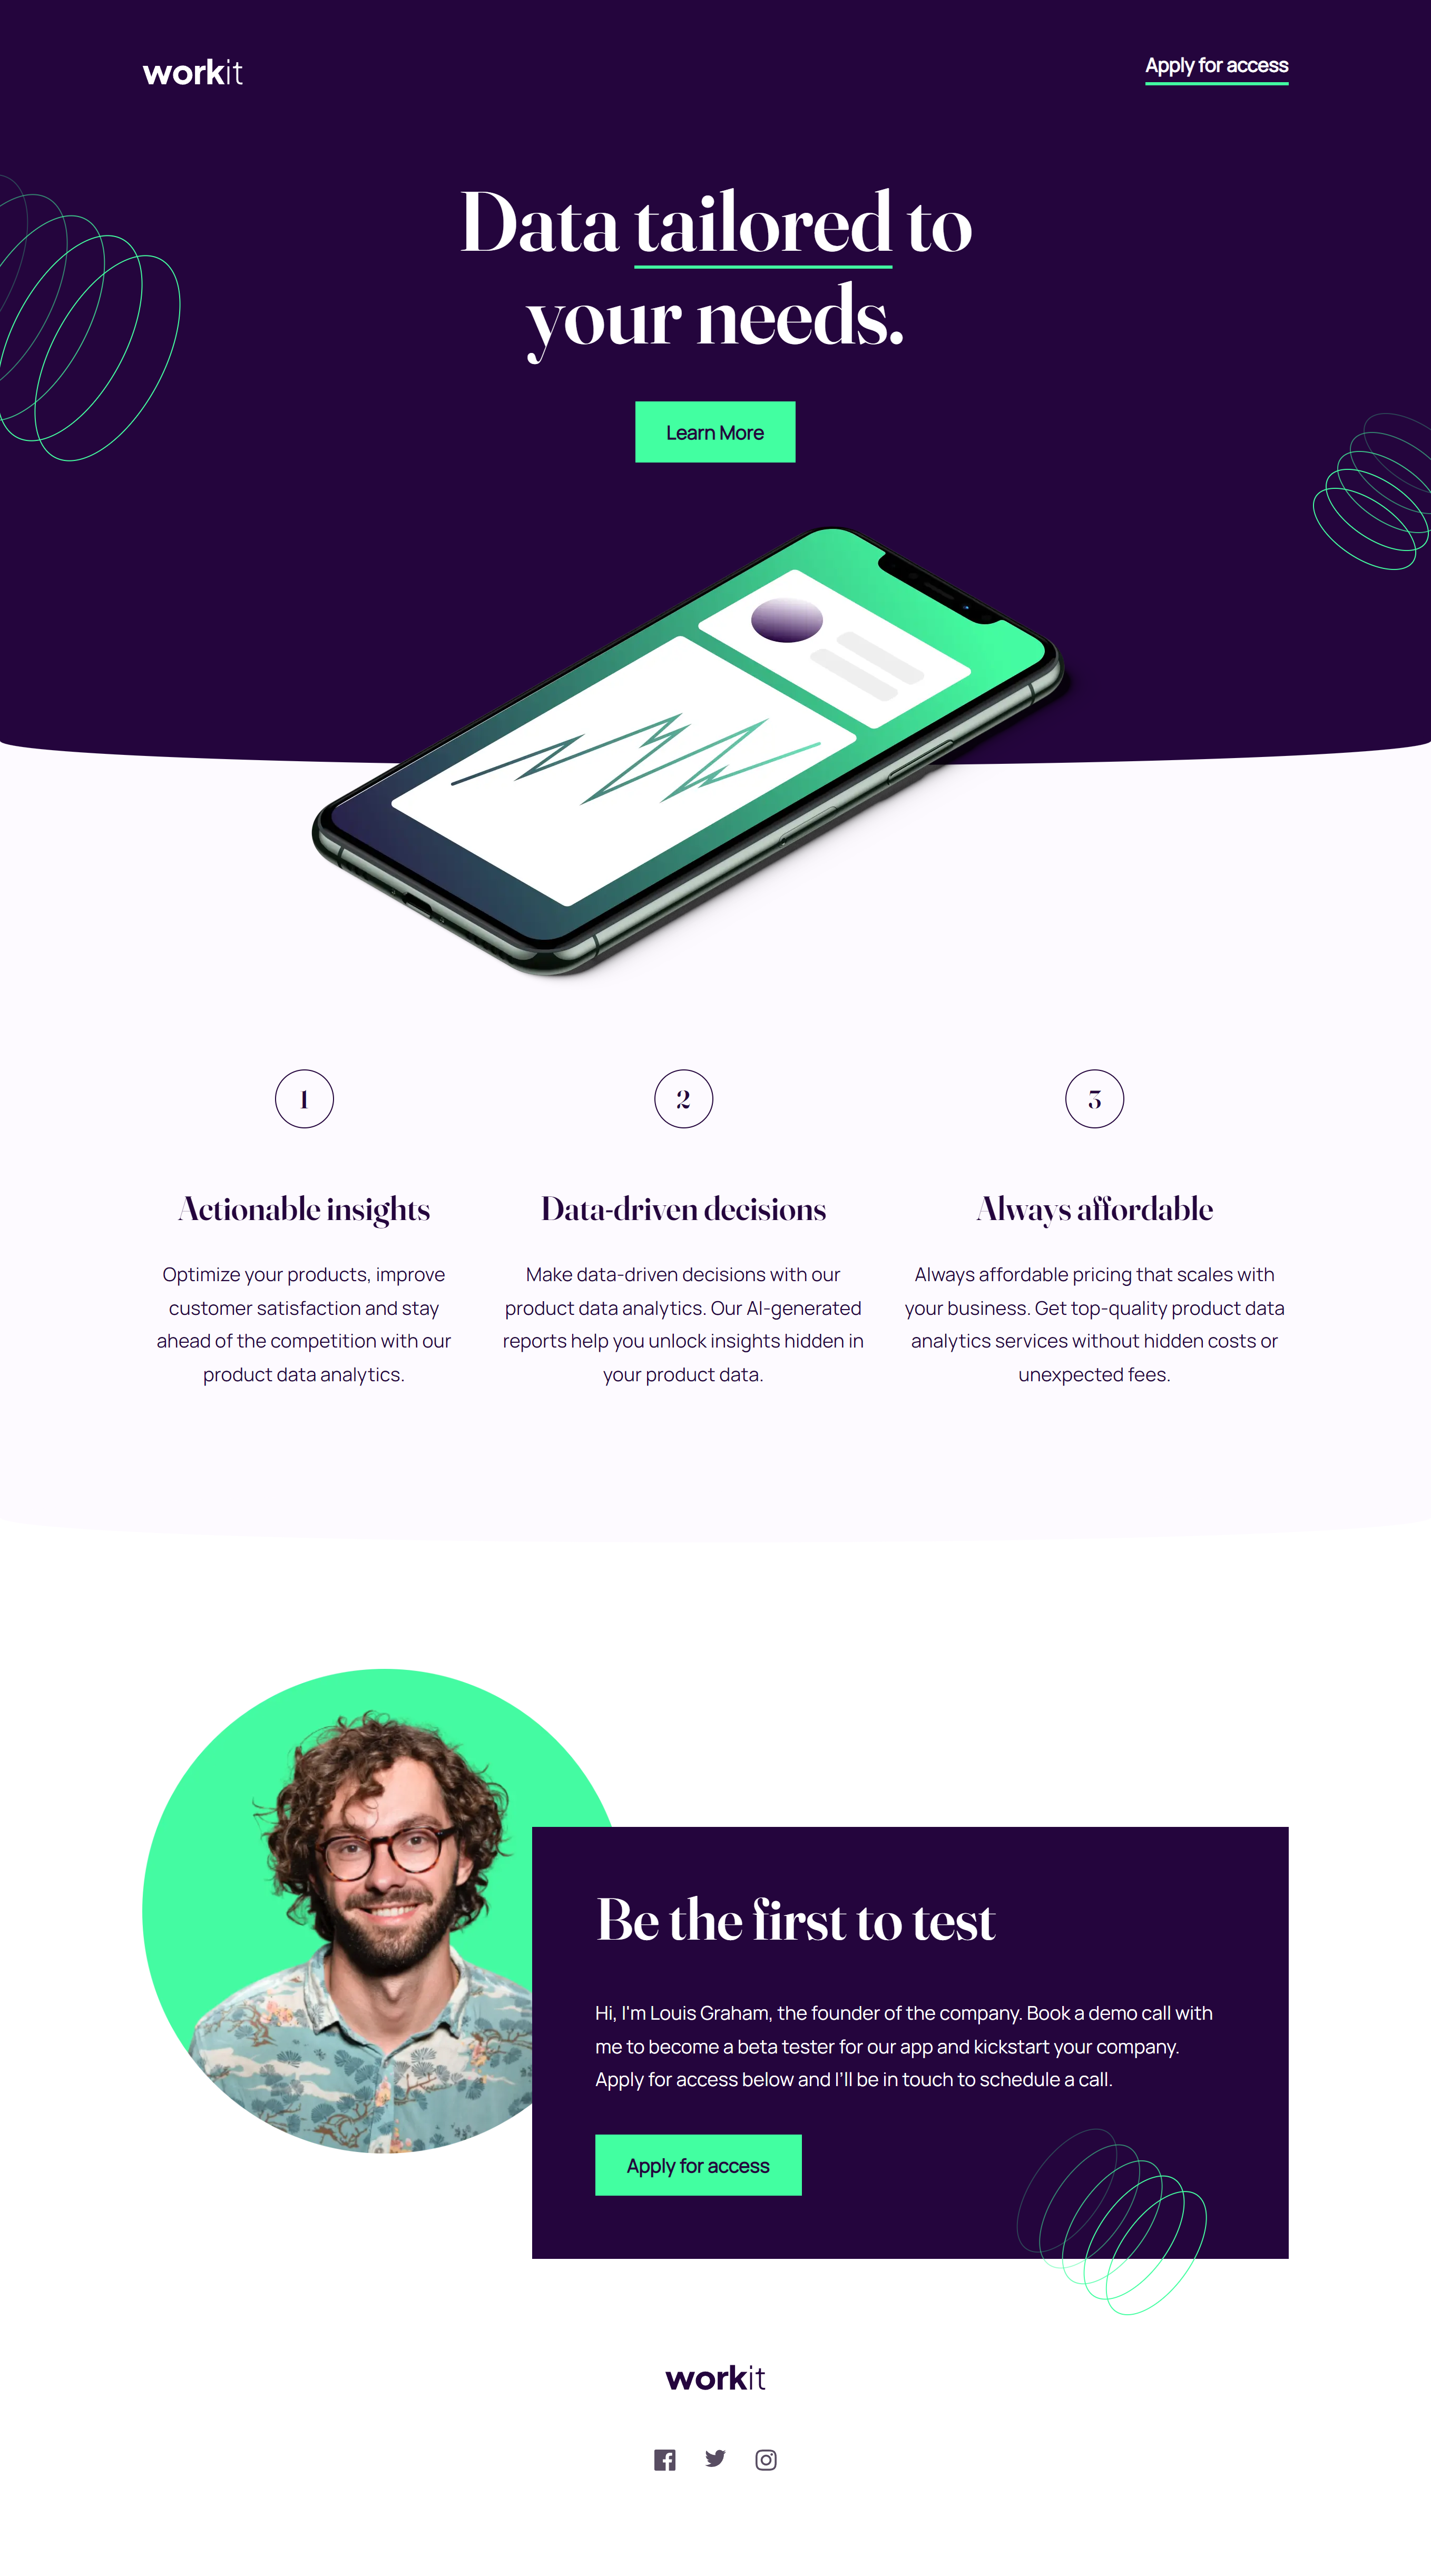 workit
Apply for access
Data tailored to
your needs.
Learn More
1
Actionable insights
Optimize your products, improve
customer satisfaction and stay
ahead of the competition with our
product data analytics.
2
Data-driven decisions
Make data-driven decisions with our
product data analytics. Our AI-generated
reports help you unlock insights hidden in
your product data.
3
Always affordable
Always affordable pricing that scales with
your business. Get top-quality product data
analytics services without hidden costs or
unexpected fees.
Be the first to test
Hi, I'm Louis Graham, the founder of the company. Book a demo call with
me to become a beta tester for our app and kickstart your company.
Apply for access below and I’ll be in touch to schedule a call.
Apply for access
workit